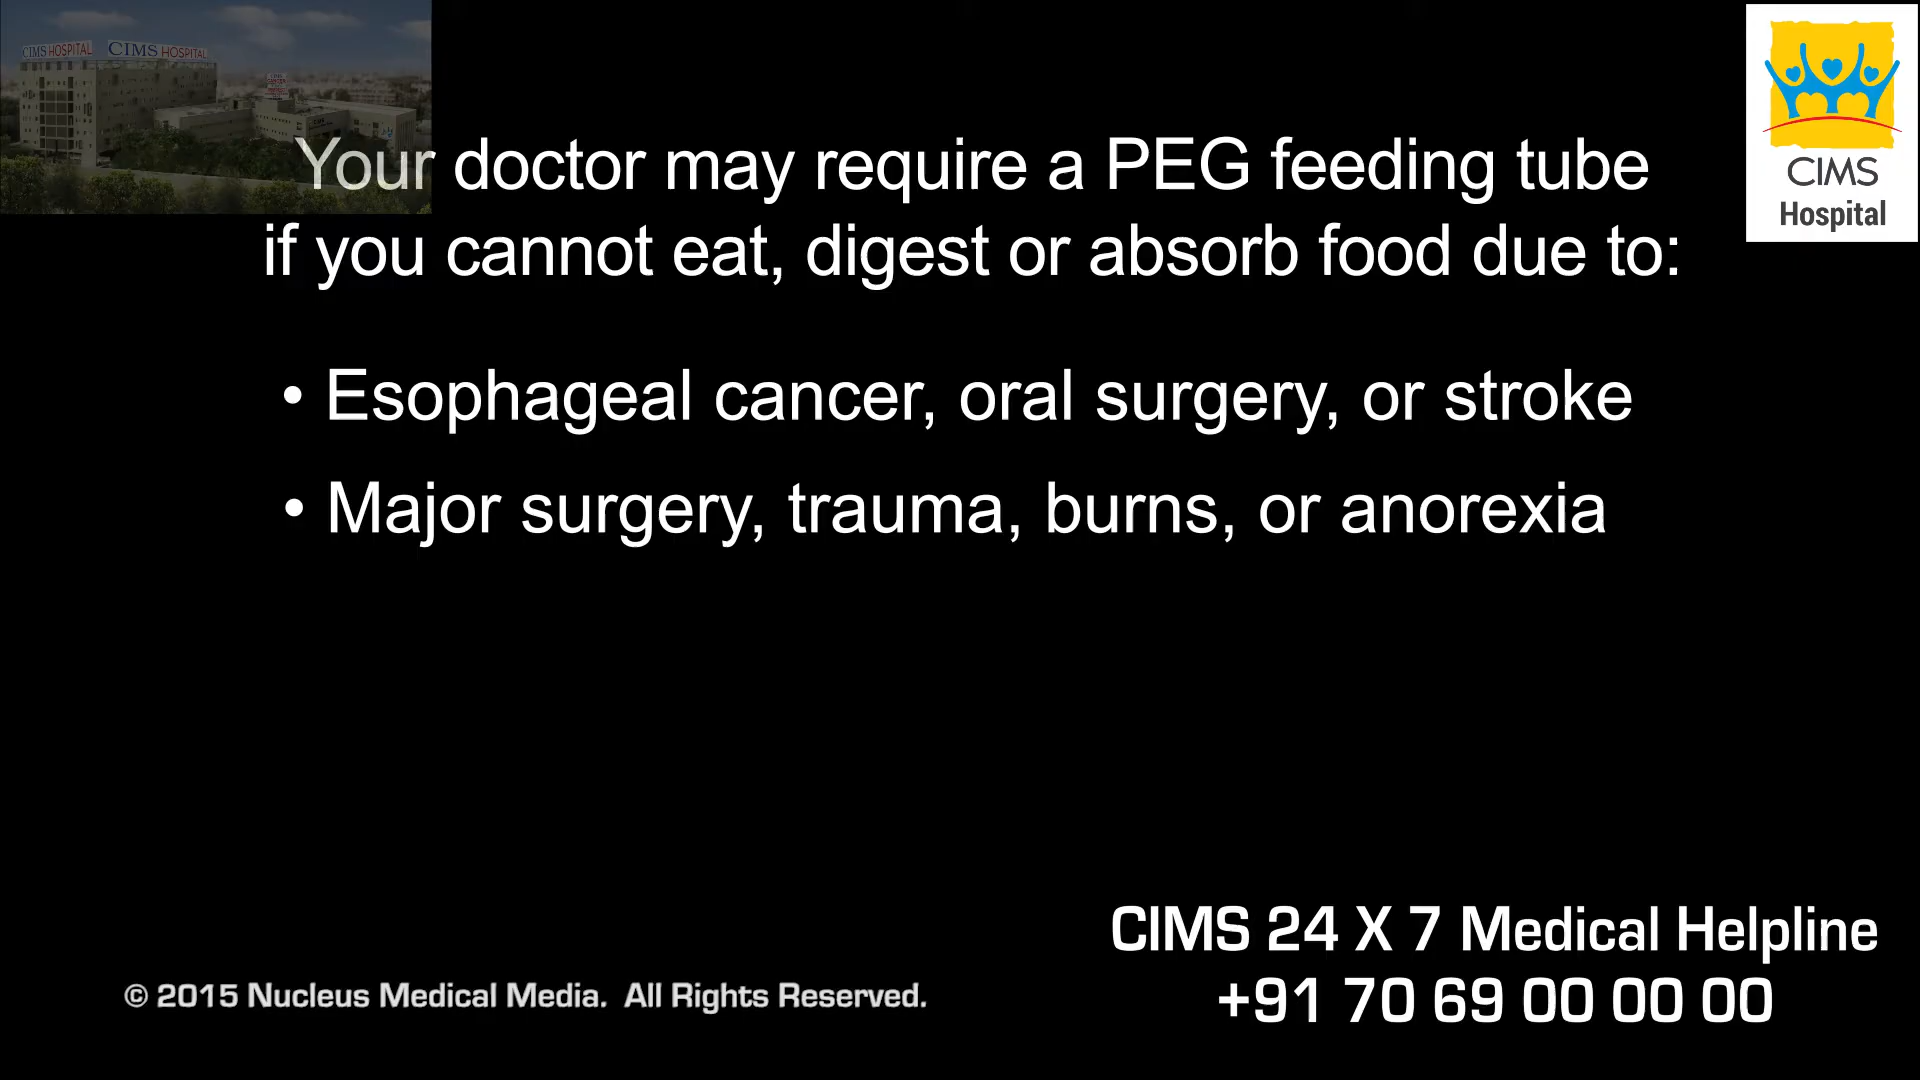 CIMS HOSPITAL CIMS HOSPITAL
Your doctor may require a PEG feeding tube
if you cannot eat, digest or absorb food due to:
• Esophageal cancer, oral surgery, or stroke
• Major surgery, trauma, burns, or anorexia
CIMS
Hospital
CIMS 24 X 7 Medical Helpline
+91 70 69 00 00 00
© 2015 Nucleus Medical Media. All Rights Reserved.